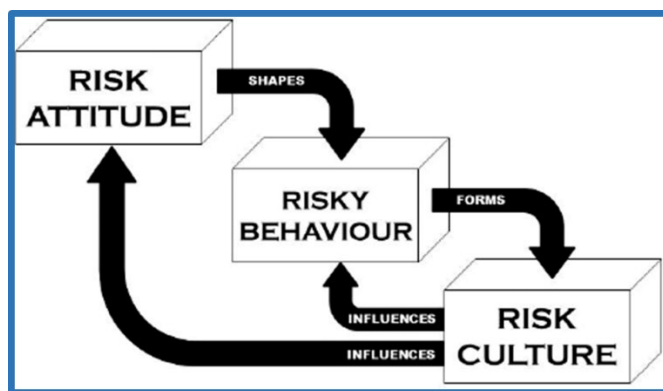 RISK
ATTITUDE
SHAPES
RISKY
BEHAVIOUR
FORMS
INFLUENCES
RISK
CULTURE
INFLUENCES